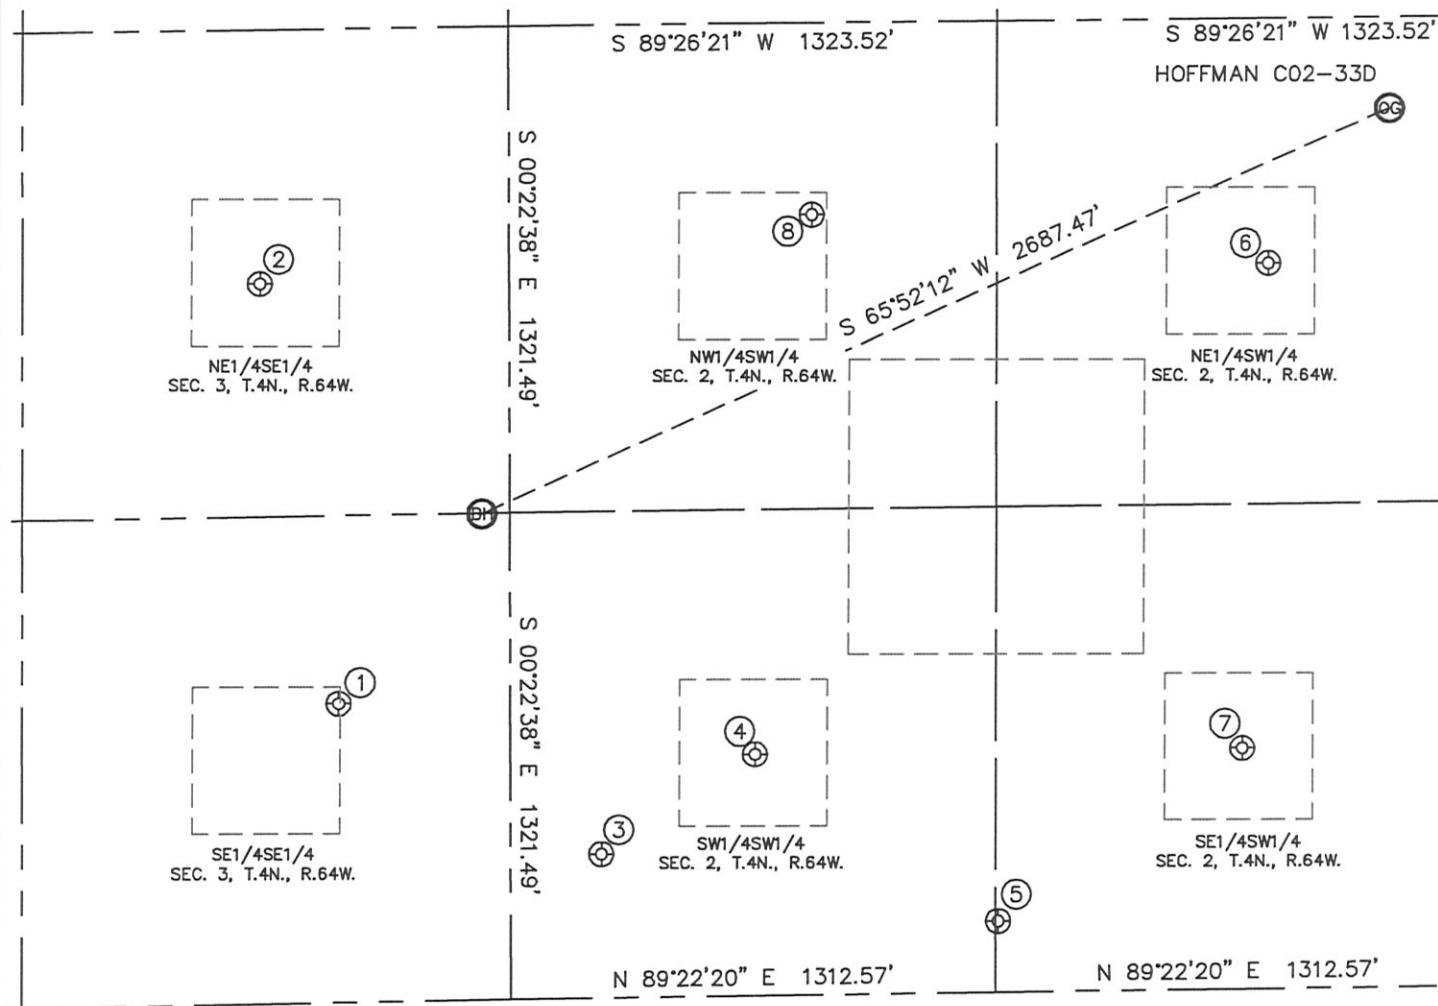 S 89°26'21" W 1323.52'
S 89°26'21" W 1323.52'
HOFFMAN C02-33D
OG
S 00°22'38" E 1321.49'
8
S 65°52'12" W 2687.47'
6
2
NE1/4SE1/4
SEC. 3, T.4N., R.64W.
NW1/4SW1/4
SEC. 2, T.4N., R.64W.
NE1/4SW1/4
SEC. 2, T.4N., R.64W.
BH
S 00°22'38" E 1321.49'
1
4
7
3
SE1/4SE1/4
SEC. 3, T.4N., R.64W.
SW1/4SW1/4
SEC. 2, T.4N., R.64W.
SE1/4SW1/4
SEC. 2, T.4N., R.64W.
5
N 89°22'20" E 1312.57'
N 89°22'20" E 1312.57'